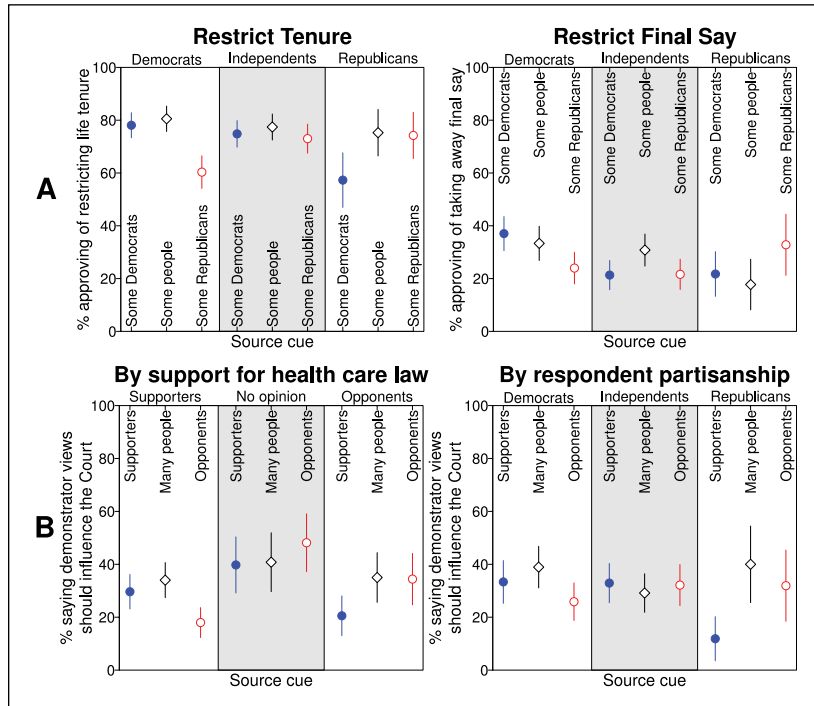 Restrict Tenure
Democrats Independents Republicans
A
% approving of restricting life tenure
100
80
60
40
20
0
Some Democrats
Some people
Some Republicans
Some Democrats
Some people
Some Republicans
Some Democrats
Some people
Some Republicans
Source cue
Restrict Final Say
Democrats Independents Republicans
% approving of taking away final say
100
80
60
40
20
0
Some Democrats
Some people
Some Republicans
Some Democrats
Some people
Some Republicans
Some Democrats
Some people
Some Republicans
Source cue
By support for health care law
Supporters No opinion Opponents
B
% saying demonstrator views
should influence the Court
100
80
60
40
20
0
Supporters
Many people
Opponents
Supporters
Many people
Opponents
Supporters
Many people
Opponents
Source cue
By respondent partisanship
Democrats Independents Republicans
% saying demonstrator views
should influence the Court
100
80
60
40
20
0
Supporters
Many people
Opponents
Supporters
Many people
Opponents
Supporters
Many people
Opponents
Source cue